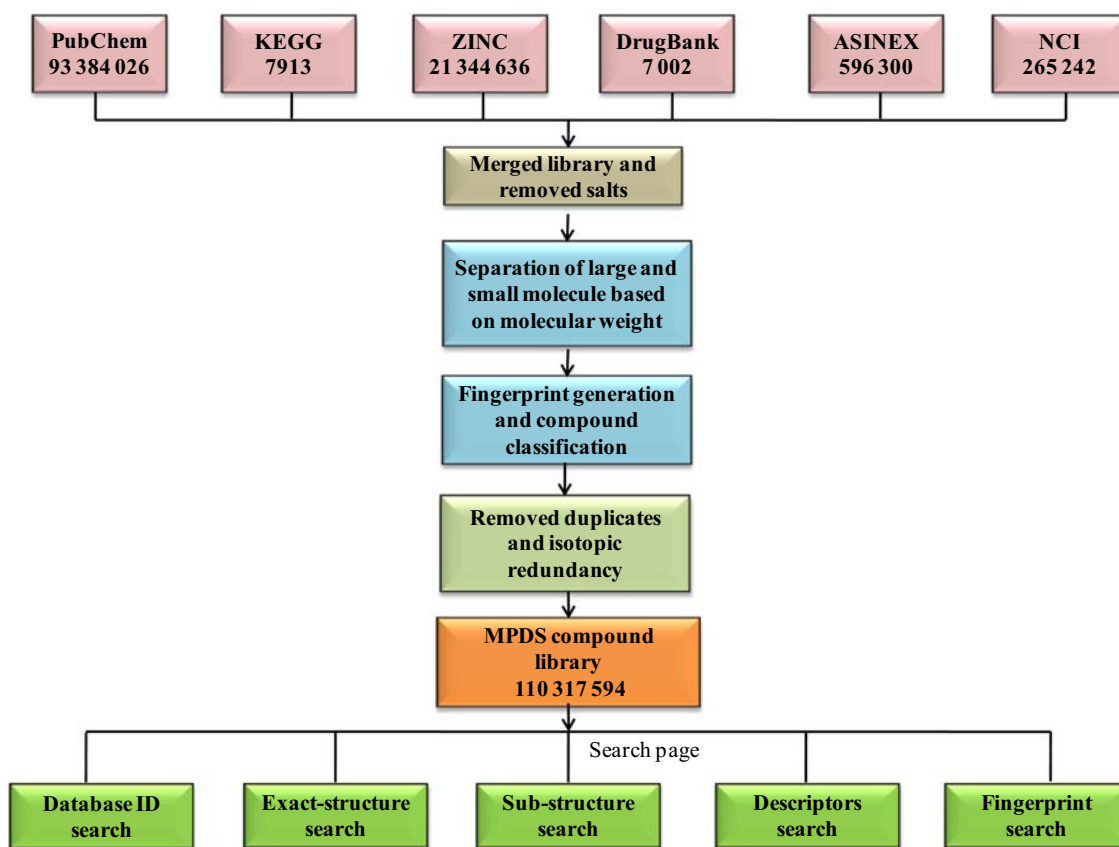 PubChem
93 384 026
KEGG
7913
ZINC
21 344 636
DrugBank
7 002
ASINEX
596 300
NCI
265 242
Merged library and
removed salts
Separation of large and
small molecule based
on molecular weight
Fingerprint generation
and compound
classification
Removed duplicates
and isotopic
redundancy
MPDS compound
library
110 317 594
Search page
Database ID
search
Exact-structure
search
Sub-structure
search
Descriptors
search
Fingerprint
search